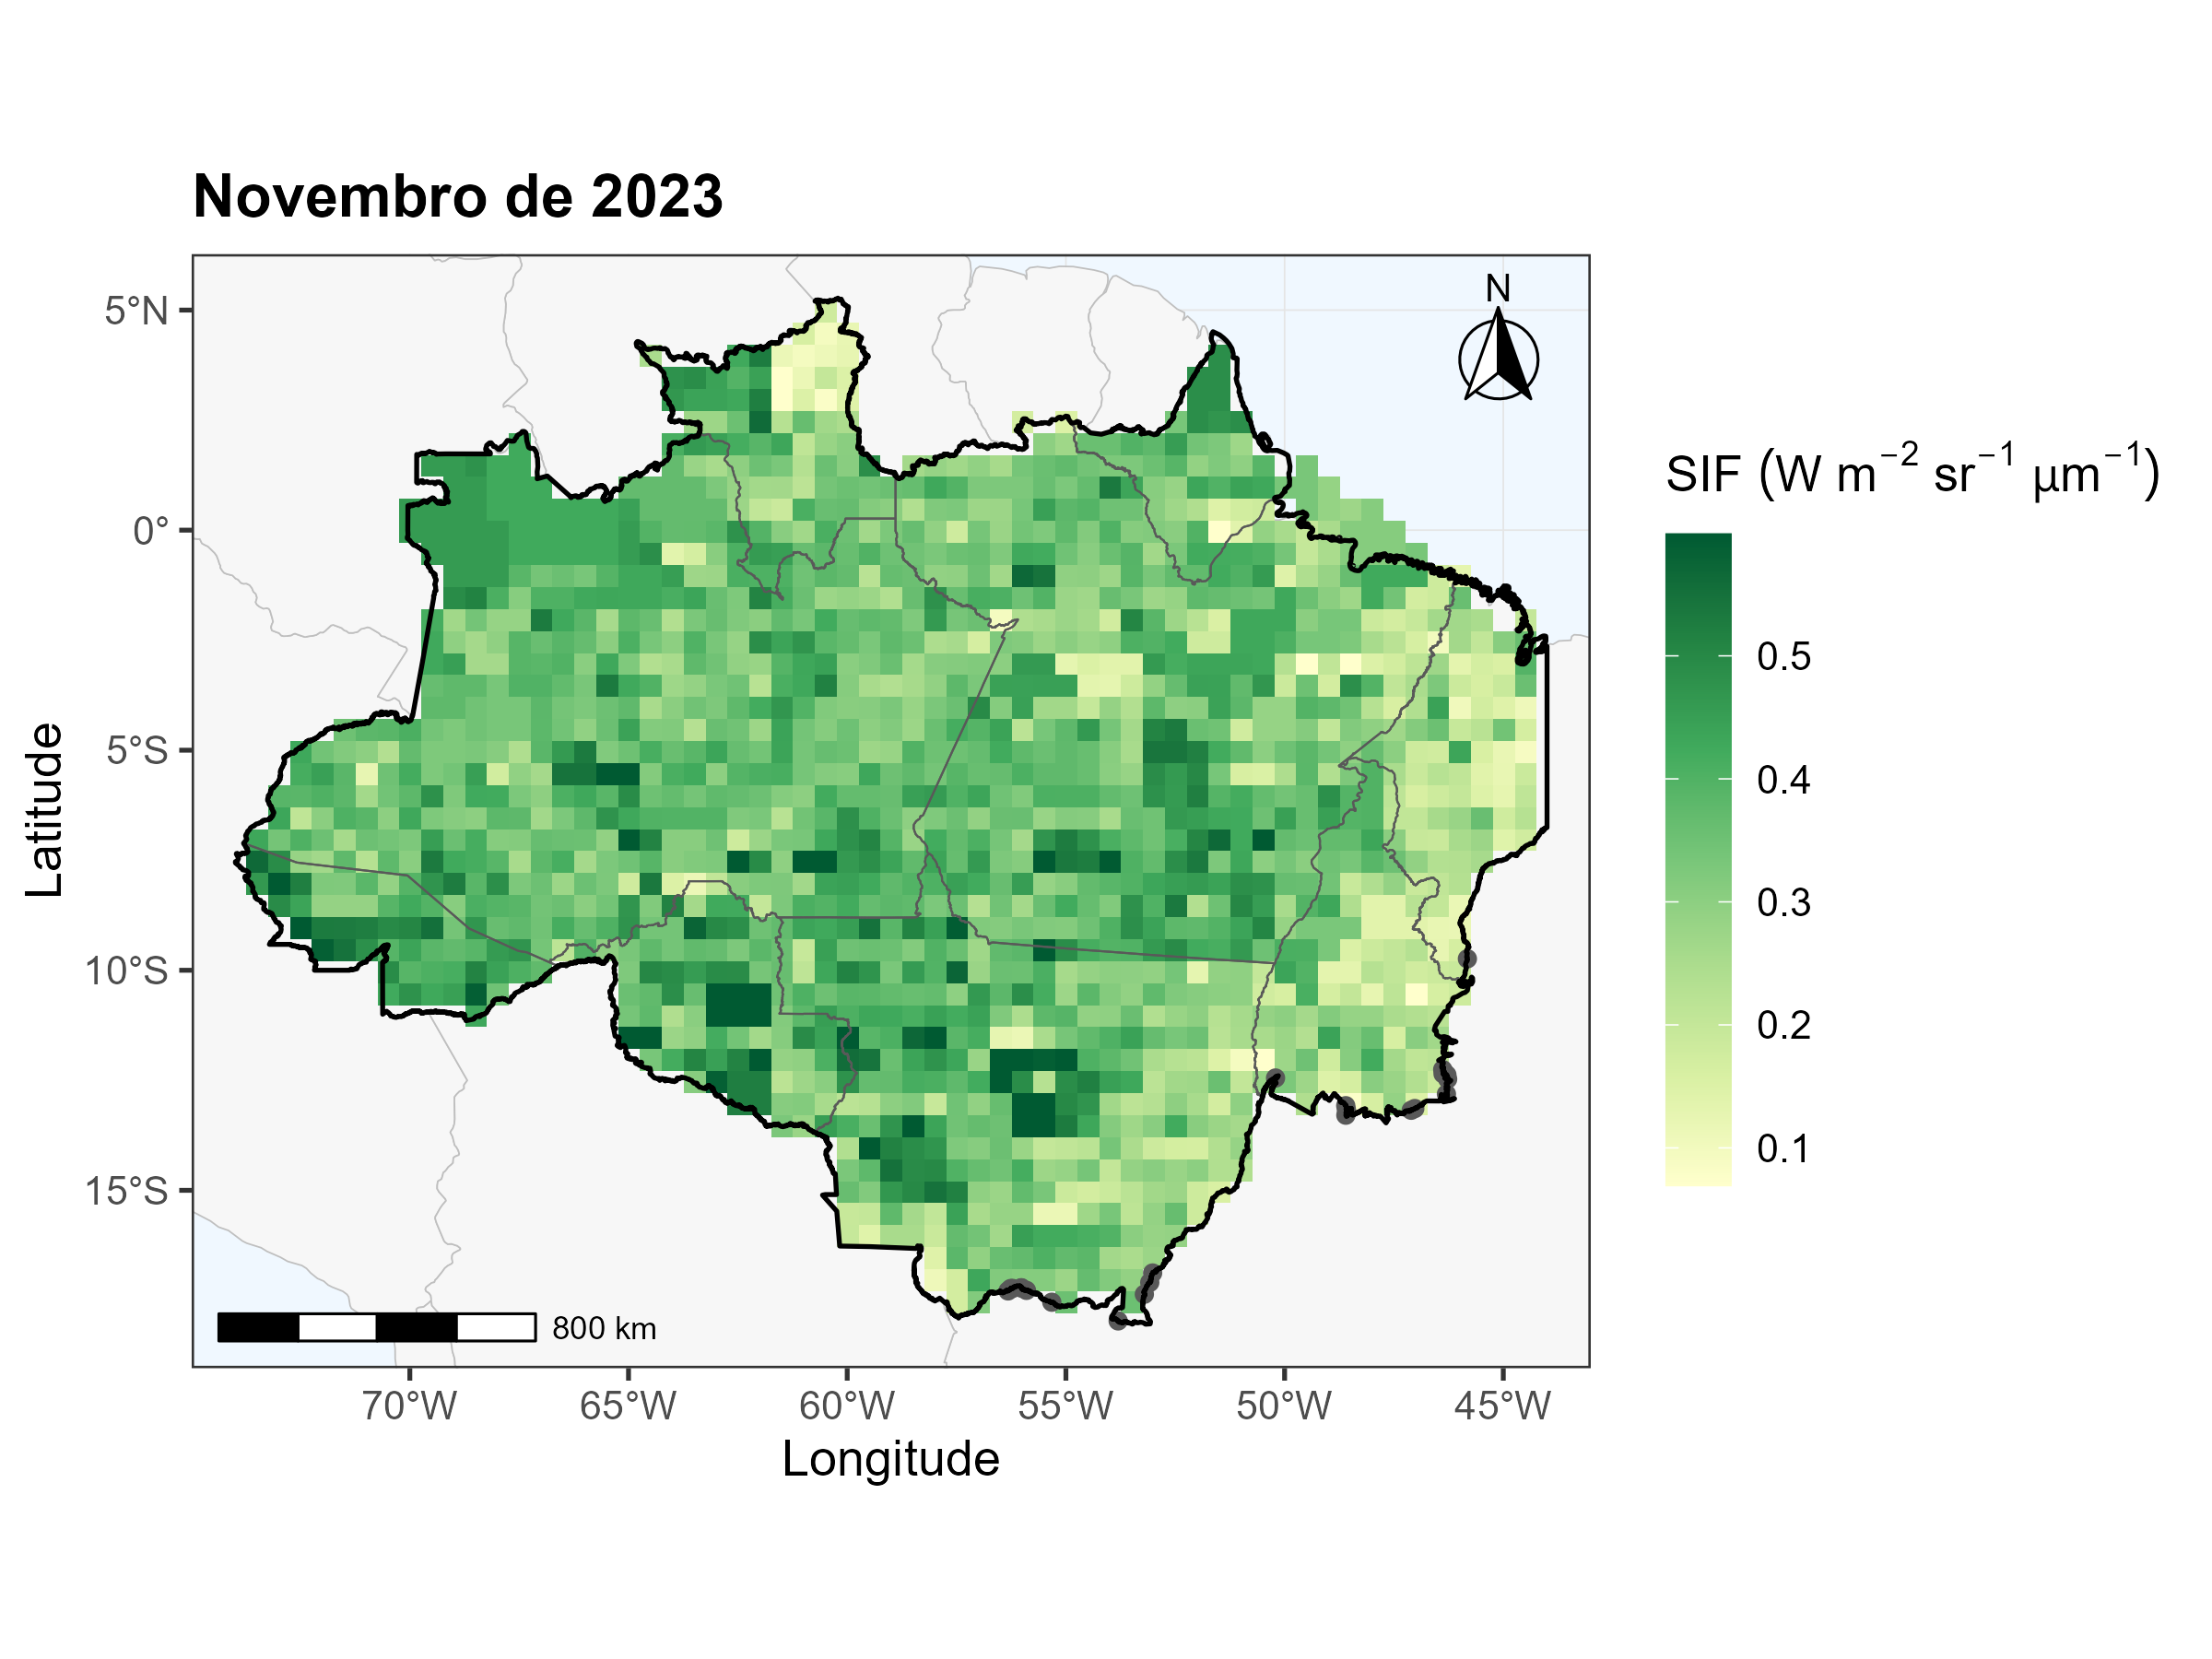 Novembro de 2023
N
5°N
0°
5°S
10°S
15°S
Latitude
800 km
70°W 65°W 60°W 55°W 50°W 45°W
Longitude
SIF (W m⁻² sr⁻¹ μm⁻¹)
0.5
0.4
0.3
0.2
0.1